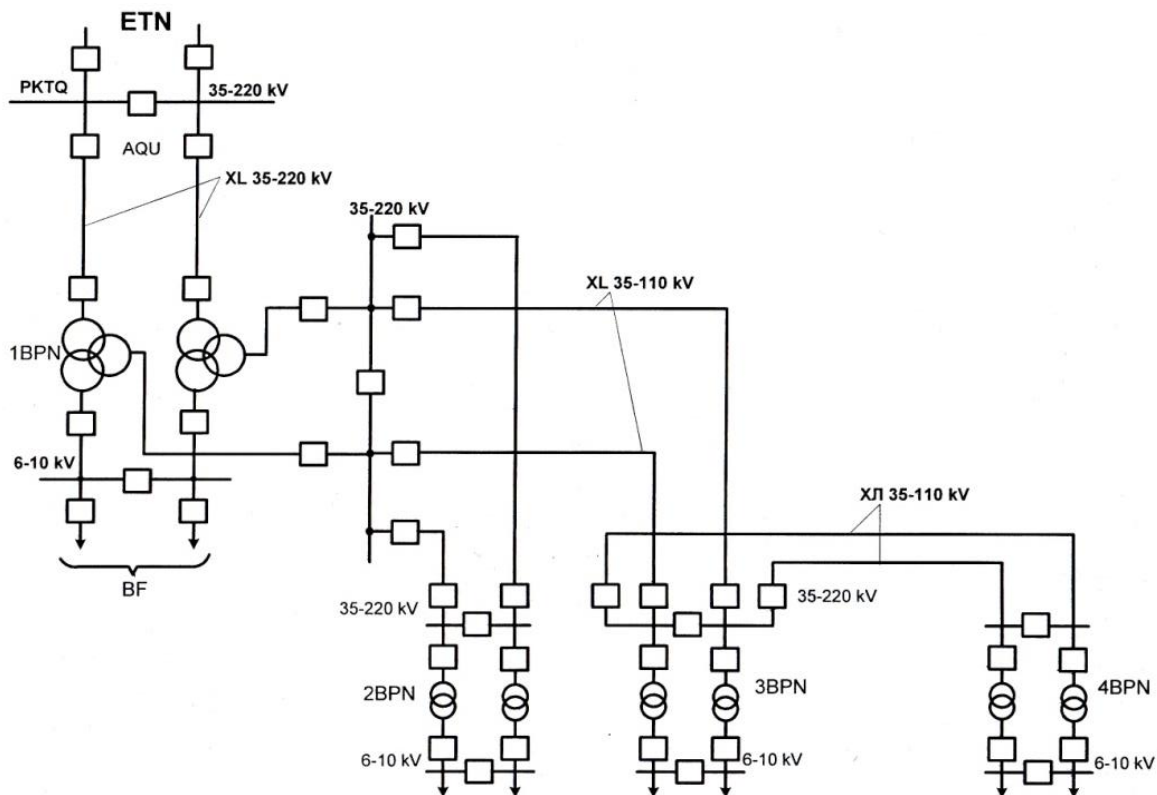 ETN
PKTQ
35-220 kV
AQU
XL 35-220 kV
35-220 kV
XL 35-110 kV
1BPN
6-10 kV
BF
ХЛ 35-110 kV
35-220 kV
35-220 kV
2BPN
3BPN
4BPN
6-10 kV
6-10 kV
6-10 kV